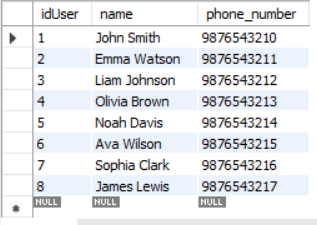 idUser name phone_number
1 John Smith 9876543210
2 Emma Watson 9876543211
3 Liam Johnson 9876543212
4 Olivia Brown 9876543213
5 Noah Davis 9876543214
6 Ava Wilson 9876543215
7 Sophia Clark 9876543216
8 James Lewis 9876543217
NULL NULL NULL